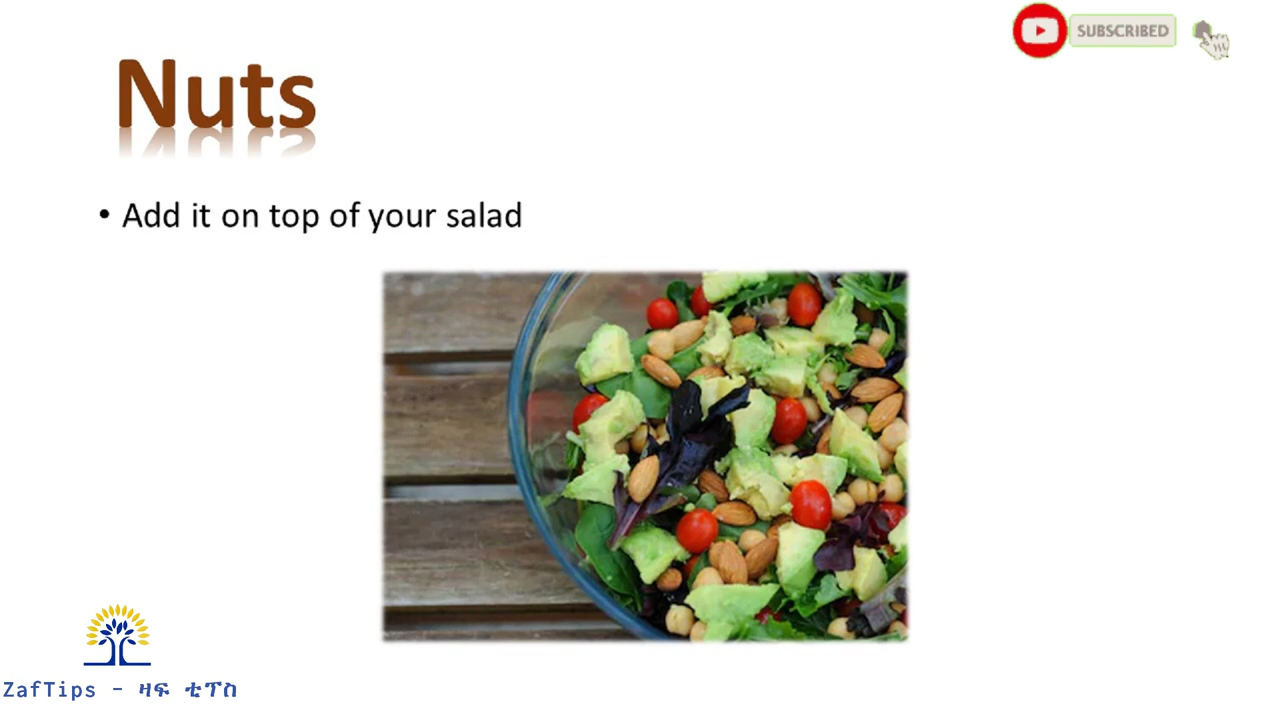 SUBSCRIBED
Nuts
• Add it on top of your salad
ZafTips - ዛፍ ቲፕስ